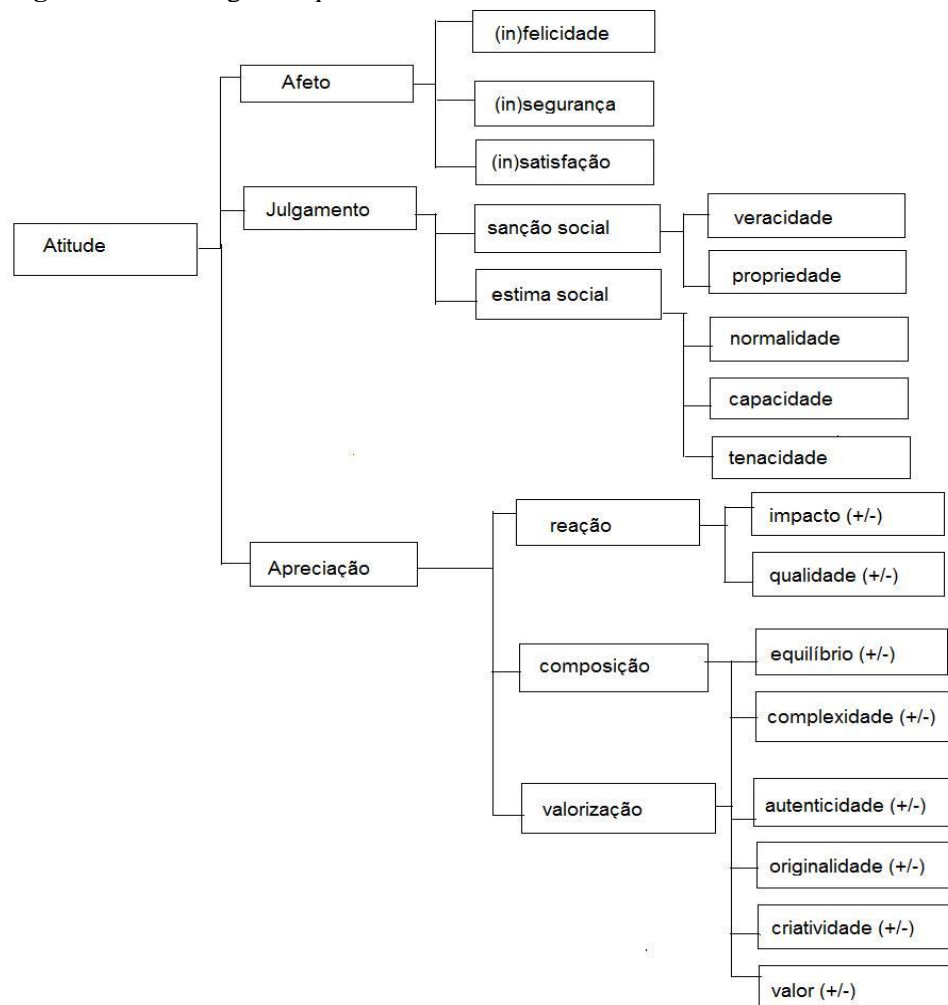 (in)felicidade
Afeto
(in)segurança
(in)satisfação
Julgamento
sanção social
veracidade
Atitude
propriedade
estima social
normalidade
capacidade
tenacidade
reação
impacto (+/-)
Apreciação
qualidade (+/-)
composição
equilíbrio (+/-)
complexidade (+/-)
valorização
autenticidade (+/-)
originalidade (+/-)
criatividade (+/-)
valor (+/-)